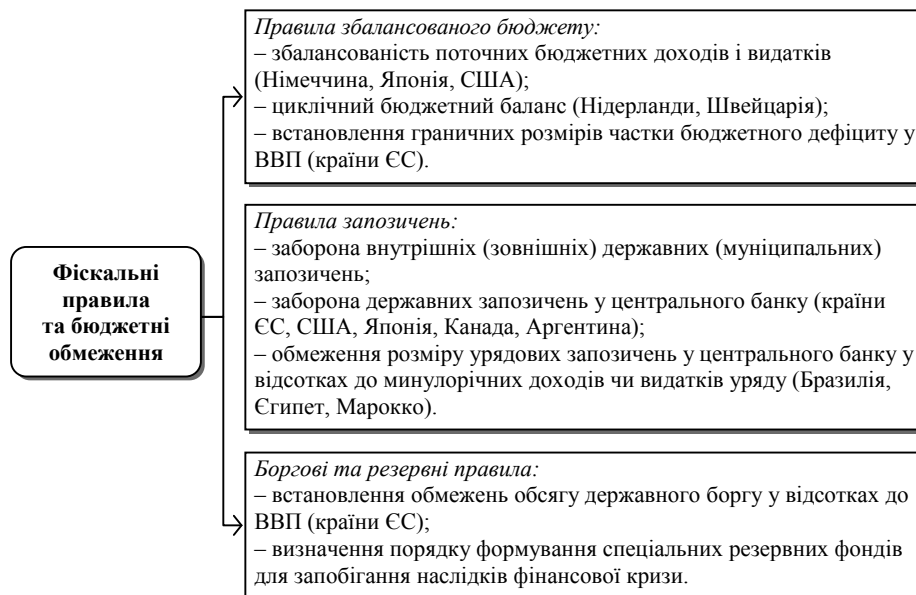 Правила збалансованого бюджету:
– збалансованість поточних бюджетних доходів і видатків
(Німеччина, Японія, США);
– циклічний бюджетний баланс (Нідерланди, Швейцарія);
– встановлення граничних розмірів частки бюджетного дефіциту у
ВВП (країни ЄС).
Фіскальні
правила
та бюджетні
обмеження
Правила запозичень:
– заборона внутрішніх (зовнішніх) державних (муніципальних)
запозичень;
– заборона державних запозичень у центрального банку (країни
ЄС, США, Японія, Канада, Аргентина);
– обмеження розміру урядових запозичень у центрального банку у
відсотках до минулорічних доходів чи видатків уряду (Бразилія,
Єгипет, Марокко).
Боргові та резервні правила:
– встановлення обмежень обсягу державного боргу у відсотках до
ВВП (країни ЄС);
– визначення порядку формування спеціальних резервних фондів
для запобігання наслідків фінансової кризи.